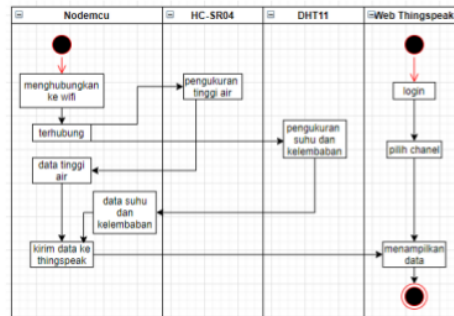 Nodemcu
HC-SR04
DHT11
Web Thingspeak
menghubungkan
ke wifi
pengukuran
tinggi air
login
terhubung
pengukuran
suhu dan
kelembaban
pilih chanel
data tinggi
air
data suhu
dan
kelembaban
kirim data ke
thingspeak
menampilkan
data